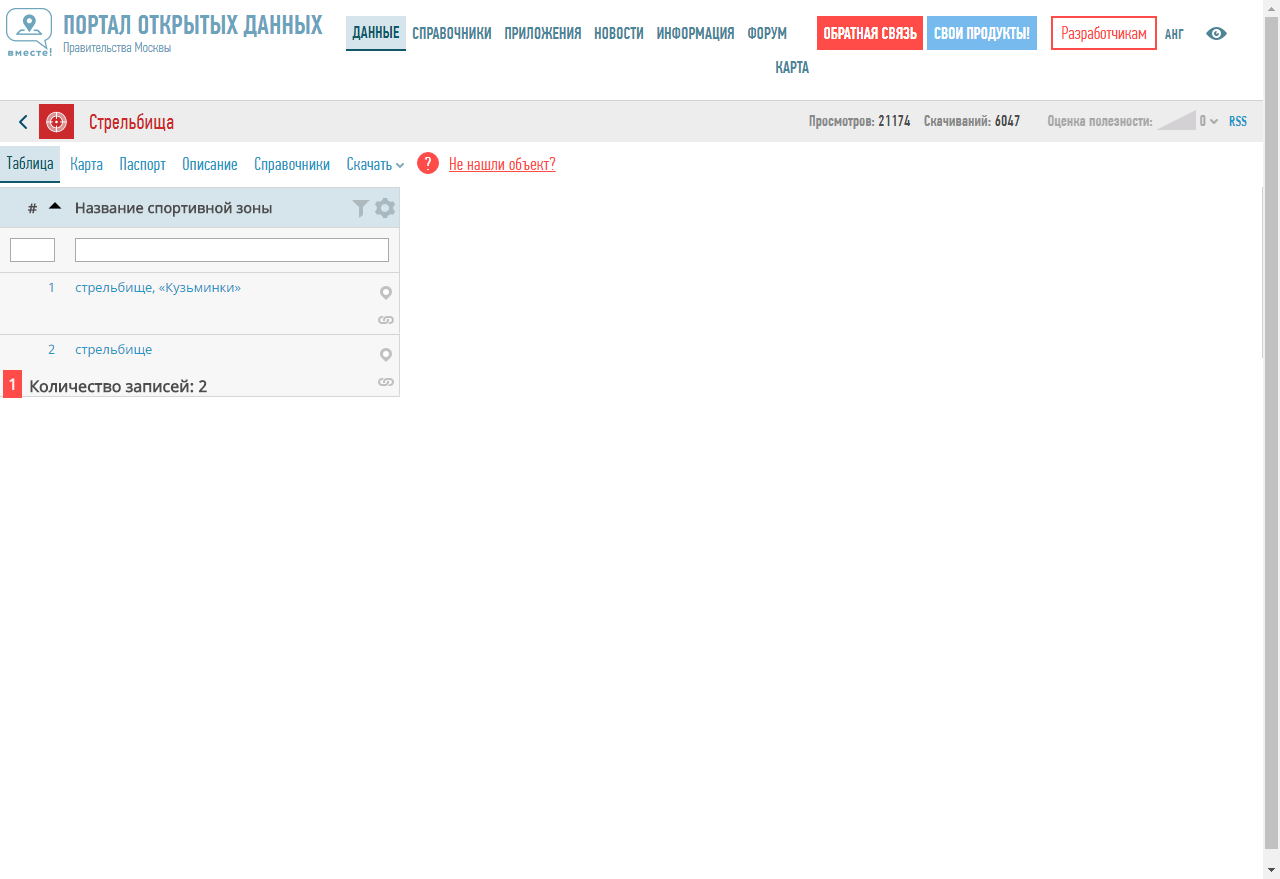 ПОРТАЛ ОТКРЫТЫХ ДАННЫХ
Правительства Москвы
вместе!
ДАННЫЕ СПРАВОЧНИКИ ПРИЛОЖЕНИЯ НОВОСТИ ИНФОРМАЦИЯ ФОРУМ
КАРТА
ОБРАТНАЯ СВЯЗЬ СВОИ ПРОДУКТЫ! Разработчикам АНГ
Стрельбища
Просмотров: 21174 Скачиваний: 6047 Оценка полезности: 0 RSS
Таблица Карта Паспорт Описание Справочники Скачать ? Не нашли объект?
# Название спортивной зоны
1 стрельбище, «Кузьминки»
2 стрельбище
1 Количество записей: 2